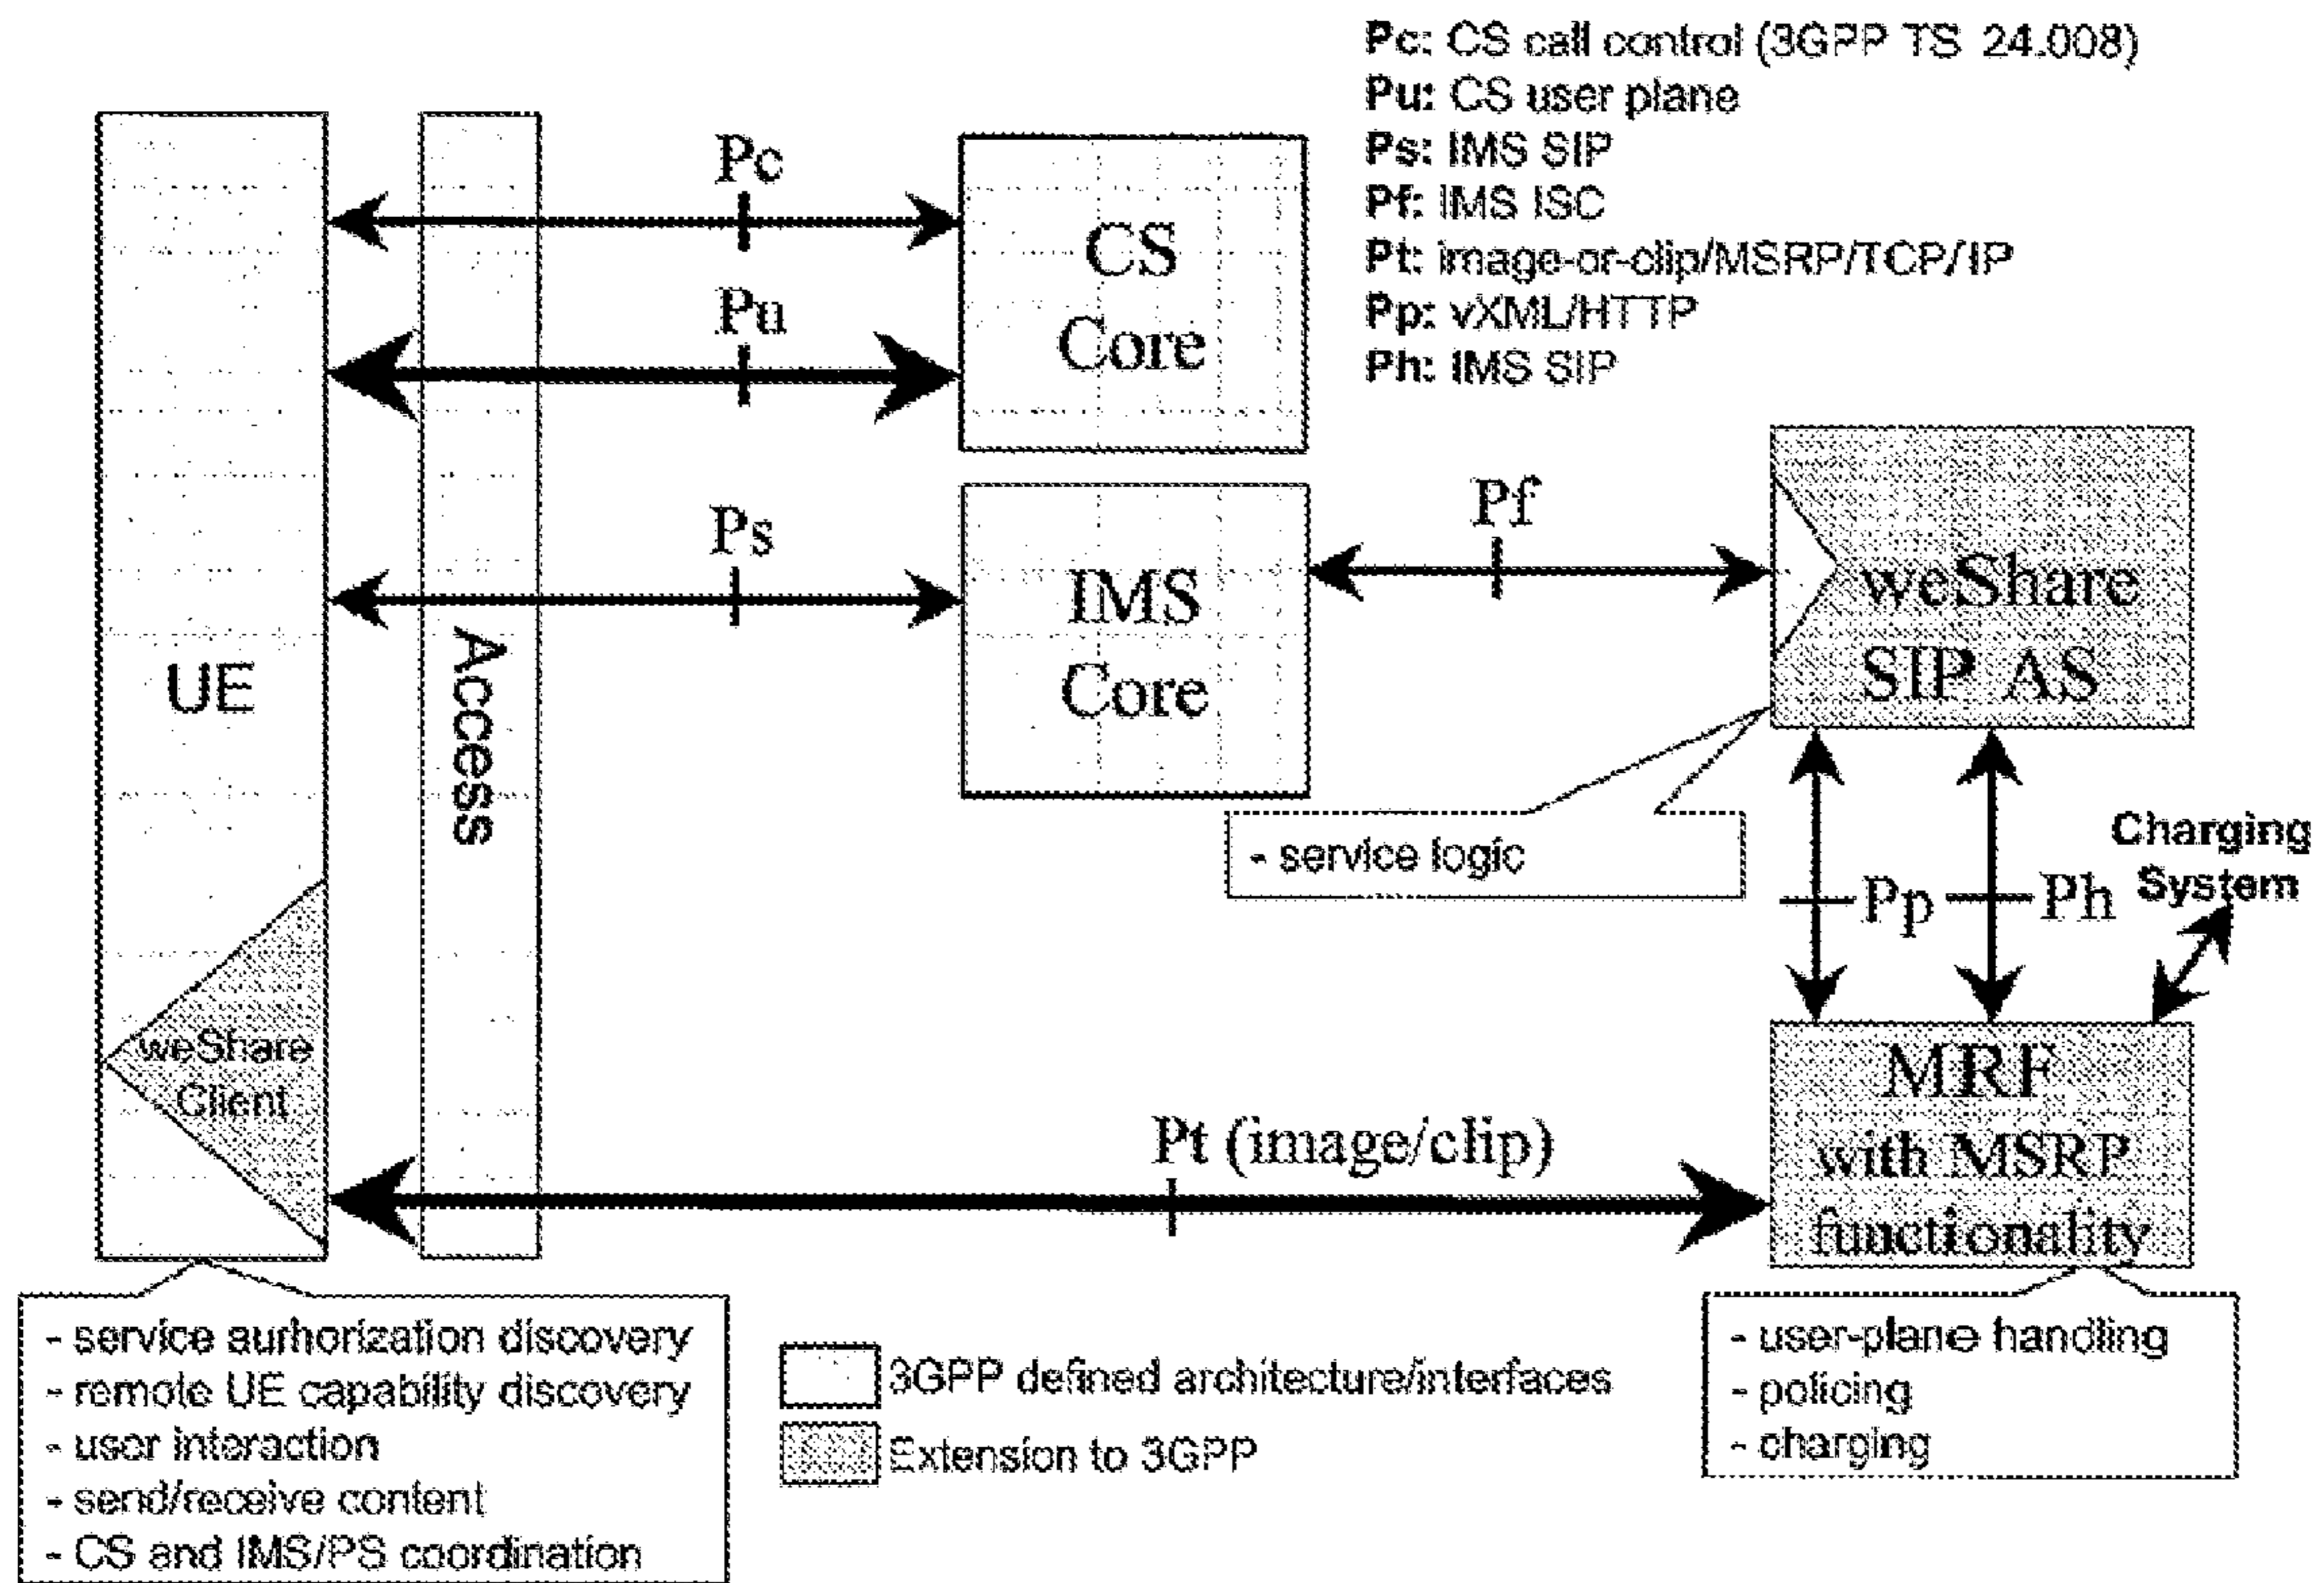 Pc: CS call control (3GPP TS 24.008)
Pu: CS user plane
Ps: IMS SIP
Pf: IMS ISC
Pt: image-or-clip/MSRP/TCP/IP
Pp: vXML/HTTP
Ph: IMS SIP
Pc
CS
Core
Pu
Ps
IMS
Core
Pf
weShare
SIP AS
UE
Access
- service logic
Pp
Ph
Charging
System
weShare
Client
Pt (image/clip)
MRF
with MSRP
functionality
- service aurhorization discovery
- remote UE capability discovery
- user interaction
- send/receive content
- CS and IMS/PS coordination
3GPP defined architecture/interfaces
Extension to 3GPP
- user-plane handling
- policing
- charging